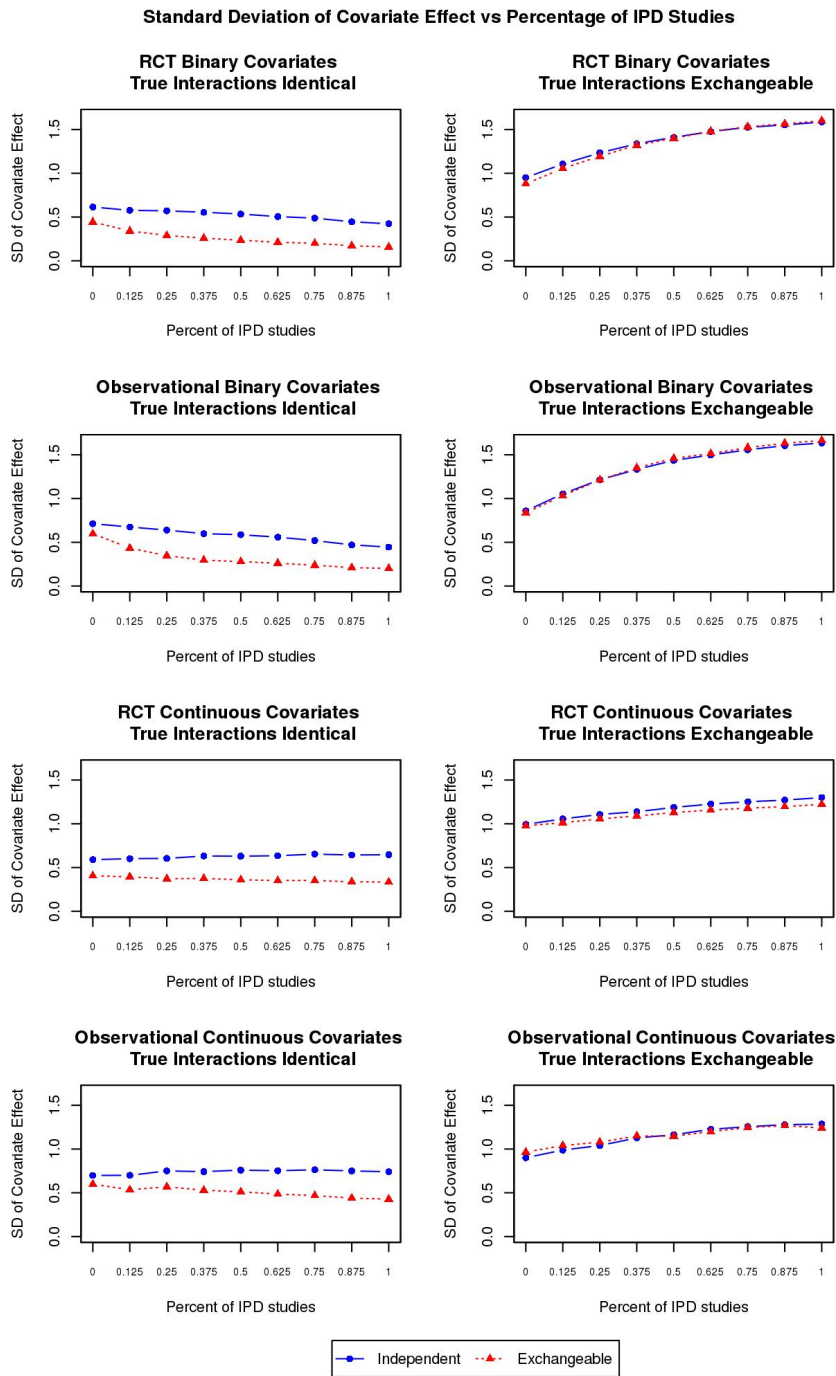 Standard Deviation of Covariate Effect vs Percentage of IPD Studies
RCT Binary Covariates
True Interactions Identical
SD of Covariate Effect
1.5
1.0
0.5
0.0
0 0.125 0.25 0.375 0.5 0.625 0.75 0.875 1
Percent of IPD studies
RCT Binary Covariates
True Interactions Exchangeable
SD of Covariate Effect
1.5
1.0
0.5
0.0
0 0.125 0.25 0.375 0.5 0.625 0.75 0.875 1
Percent of IPD studies
Observational Binary Covariates
True Interactions Identical
SD of Covariate Effect
1.5
1.0
0.5
0.0
0 0.125 0.25 0.375 0.5 0.625 0.75 0.875 1
Percent of IPD studies
Observational Binary Covariates
True Interactions Exchangeable
SD of Covariate Effect
1.5
1.0
0.5
0.0
0 0.125 0.25 0.375 0.5 0.625 0.75 0.875 1
Percent of IPD studies
RCT Continuous Covariates
True Interactions Identical
SD of Covariate Effect
1.5
1.0
0.5
0.0
0 0.125 0.25 0.375 0.5 0.625 0.75 0.875 1
Percent of IPD studies
RCT Continuous Covariates
True Interactions Exchangeable
SD of Covariate Effect
1.5
1.0
0.5
0.0
0 0.125 0.25 0.375 0.5 0.625 0.75 0.875 1
Percent of IPD studies
Observational Continuous Covariates
True Interactions Identical
SD of Covariate Effect
1.5
1.0
0.5
0.0
0 0.125 0.25 0.375 0.5 0.625 0.75 0.875 1
Percent of IPD studies
Observational Continuous Covariates
True Interactions Exchangeable
SD of Covariate Effect
1.5
1.0
0.5
0.0
0 0.125 0.25 0.375 0.5 0.625 0.75 0.875 1
Percent of IPD studies
Independent Exchangeable